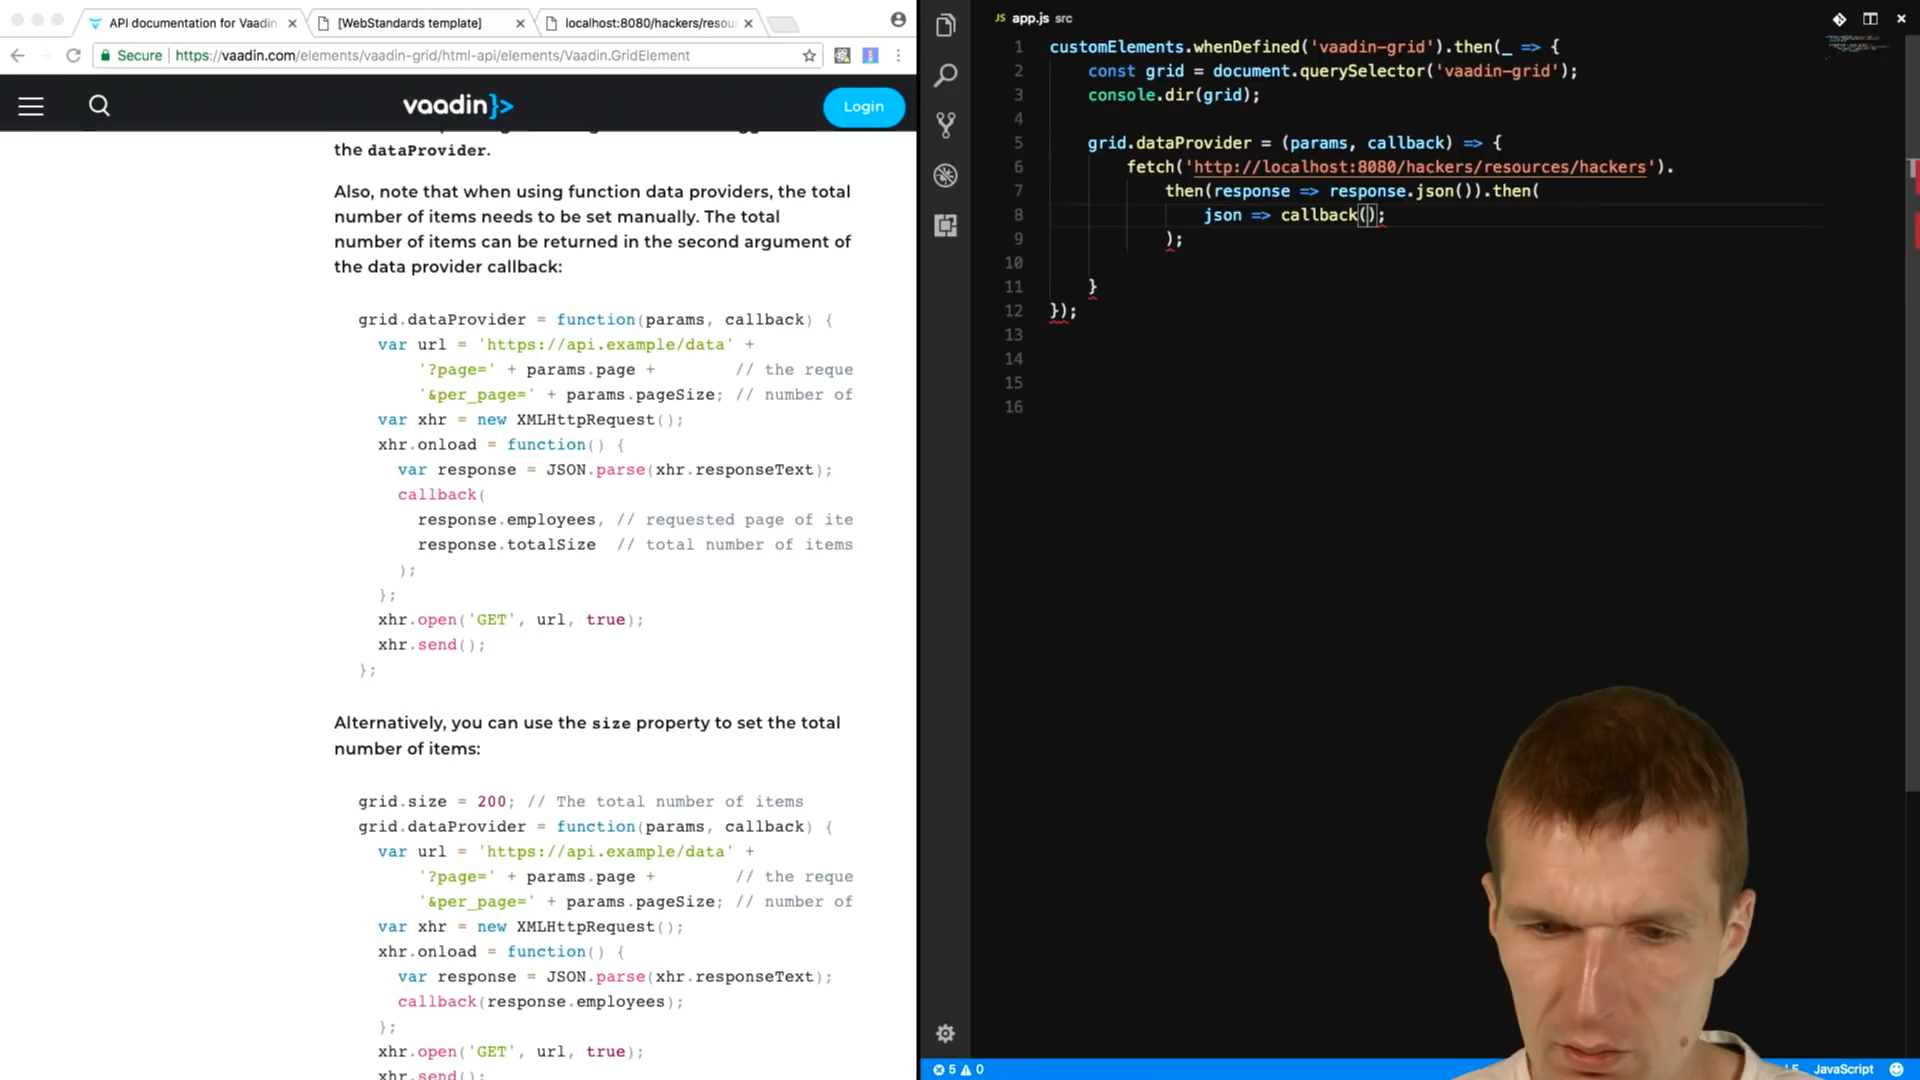 API documentation for Vaadin
[WebStandards template]
localhost:8080/hackers/resou
Secure
https://vaadin.com/elements/vaadin-grid/html-api/elements/Vaadin.GridElement
vaadin}>
Login
the dataProvider.
Also, note that when using function data providers, the total
number of items needs to be set manually. The total
number of items can be returned in the second argument of
the data provider callback:
grid.dataProvider = function(params, callback) {
var url = 'https://api.example/data' +
'?page=' + params.page + // the reque
'&per_page=' + params.pageSize; // number of
var xhr = new XMLHttpRequest();
xhr.onload = function() {
var response = JSON.parse(xhr.responseText);
callback(
response.employees, // requested page of ite
response.totalSize // total number of items
);
};
xhr.open('GET', url, true);
xhr.send();
};
Alternatively, you can use the size property to set the total
number of items:
grid.size = 200; // The total number of items
grid.dataProvider = function(params, callback) {
var url = 'https://api.example/data' +
'?page=' + params.page + // the reque
'&per_page=' + params.pageSize; // number of
var xhr = new XMLHttpRequest();
xhr.onload = function() {
var response = JSON.parse(xhr.responseText);
callback(response.employees);
};
xhr.open('GET', url, true);
xhr.send();
JS app.js src
1 customElements.whenDefined('vaadin-grid').then(_ => {
2 const grid = document.querySelector('vaadin-grid');
3 console.dir(grid);
4
5 grid.dataProvider = (params, callback) => {
6 fetch('http://localhost:8080/hackers/resources/hackers').
7 then(response => response.json()).then(
8 json => callback();
9 );
10
11 }
12 });
13
14
15
16
5 0
JavaScript